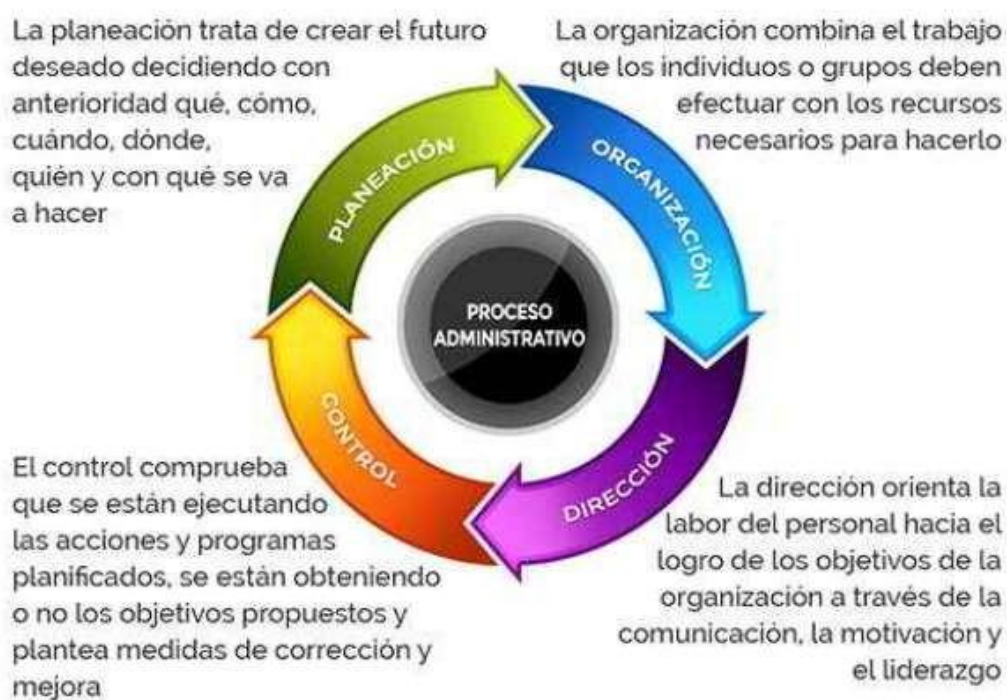 La planeación trata de crear el futuro
deseado decidiendo con
anterioridad qué, cómo,
cuándo, dónde,
quién y con qué se va
a hacer
La organización combina el trabajo
que los individuos o grupos deben
efectuar con los recursos
necesarios para hacerlo
PLANEACIÓN
ORGANIZACIÓN
PROCESO
ADMINISTRATIVO
CONTROL
DIRECCIÓN
El control comprueba
que se están ejecutando
las acciones y programas
planificados, se están obteniendo
o no los objetivos propuestos y
plantea medidas de corrección y
mejora
La dirección orienta la
labor del personal hacia el
logro de los objetivos de la
organización a través de la
comunicación, la motivación y
el liderazgo